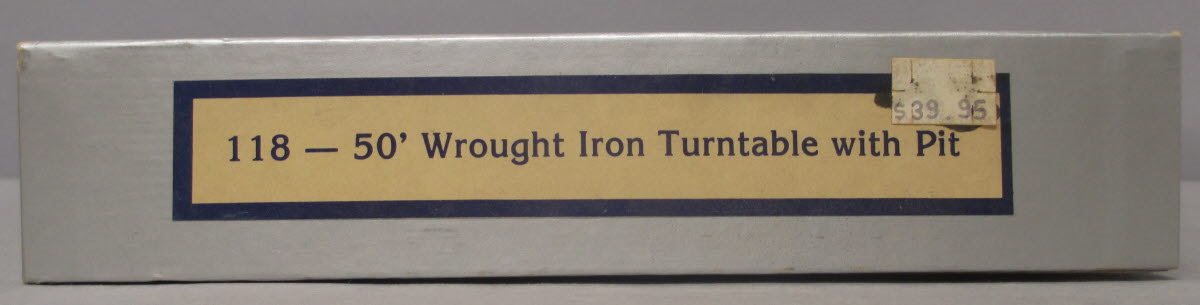 $39.95
118 — 50' Wrought Iron Turntable with Pit